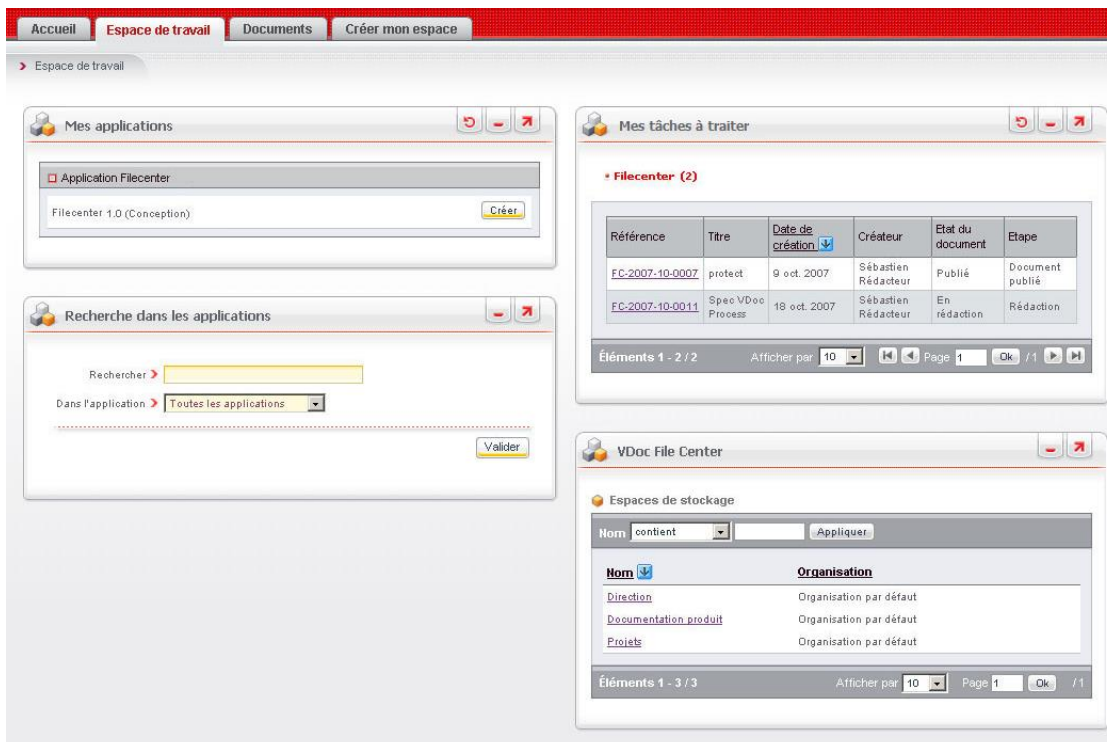 Accueil Espace de travail Documents Créer mon espace
Espace de travail
Mes applications
Application Filecenter
Filecenter 1.0 (Conception) Créer
Recherche dans les applications
Rechercher
Dans l'application Toutes les applications
Valider
Mes tâches à traiter
Filecenter (2)
Référence Titre Date de création Créateur Etat du document Etape
FC-2007-10-0007 protect 9 oct. 2007 Sébastien Rédacteur Publié Document publié
FC-2007-10-0011 Spec VDoc Process 18 oct. 2007 Sébastien Rédacteur En rédaction Rédaction
Éléments 1 - 2 / 2 Afficher par 10 Page 1 Ok / 1
VDoc File Center
Espaces de stockage
Nom contient Appliquer
Nom Organisation
Direction Organisation par défaut
Documentation produit Organisation par défaut
Projets Organisation par défaut
Éléments 1 - 3 / 3 Afficher par 10 Page 1 Ok / 1